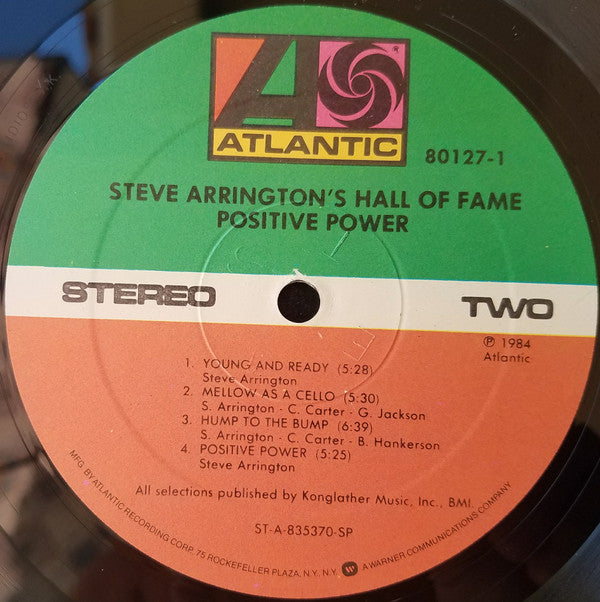 A
®
ATLANTIC
80127-1
STEVE ARRINGTON'S HALL OF FAME
POSITIVE POWER
STEREO
TWO
℗ 1984
Atlantic
1. YOUNG AND READY (5:28)
Steve Arrington
2. MELLOW AS A CELLO (5:30)
S. Arrington - C. Carter - G. Jackson
3. HUMP TO THE BUMP (6:39)
S. Arrington - C. Carter - B. Hankerson
4. POSITIVE POWER (5:25)
Steve Arrington
All selections published by Konglather Music, Inc., BMI.
ST-A-835370-SP
MFG. BY ATLANTIC RECORDING CORP. 75 ROCKEFELLER PLAZA, N.Y. N.Y. A WARNER COMMUNICATIONS COMPANY